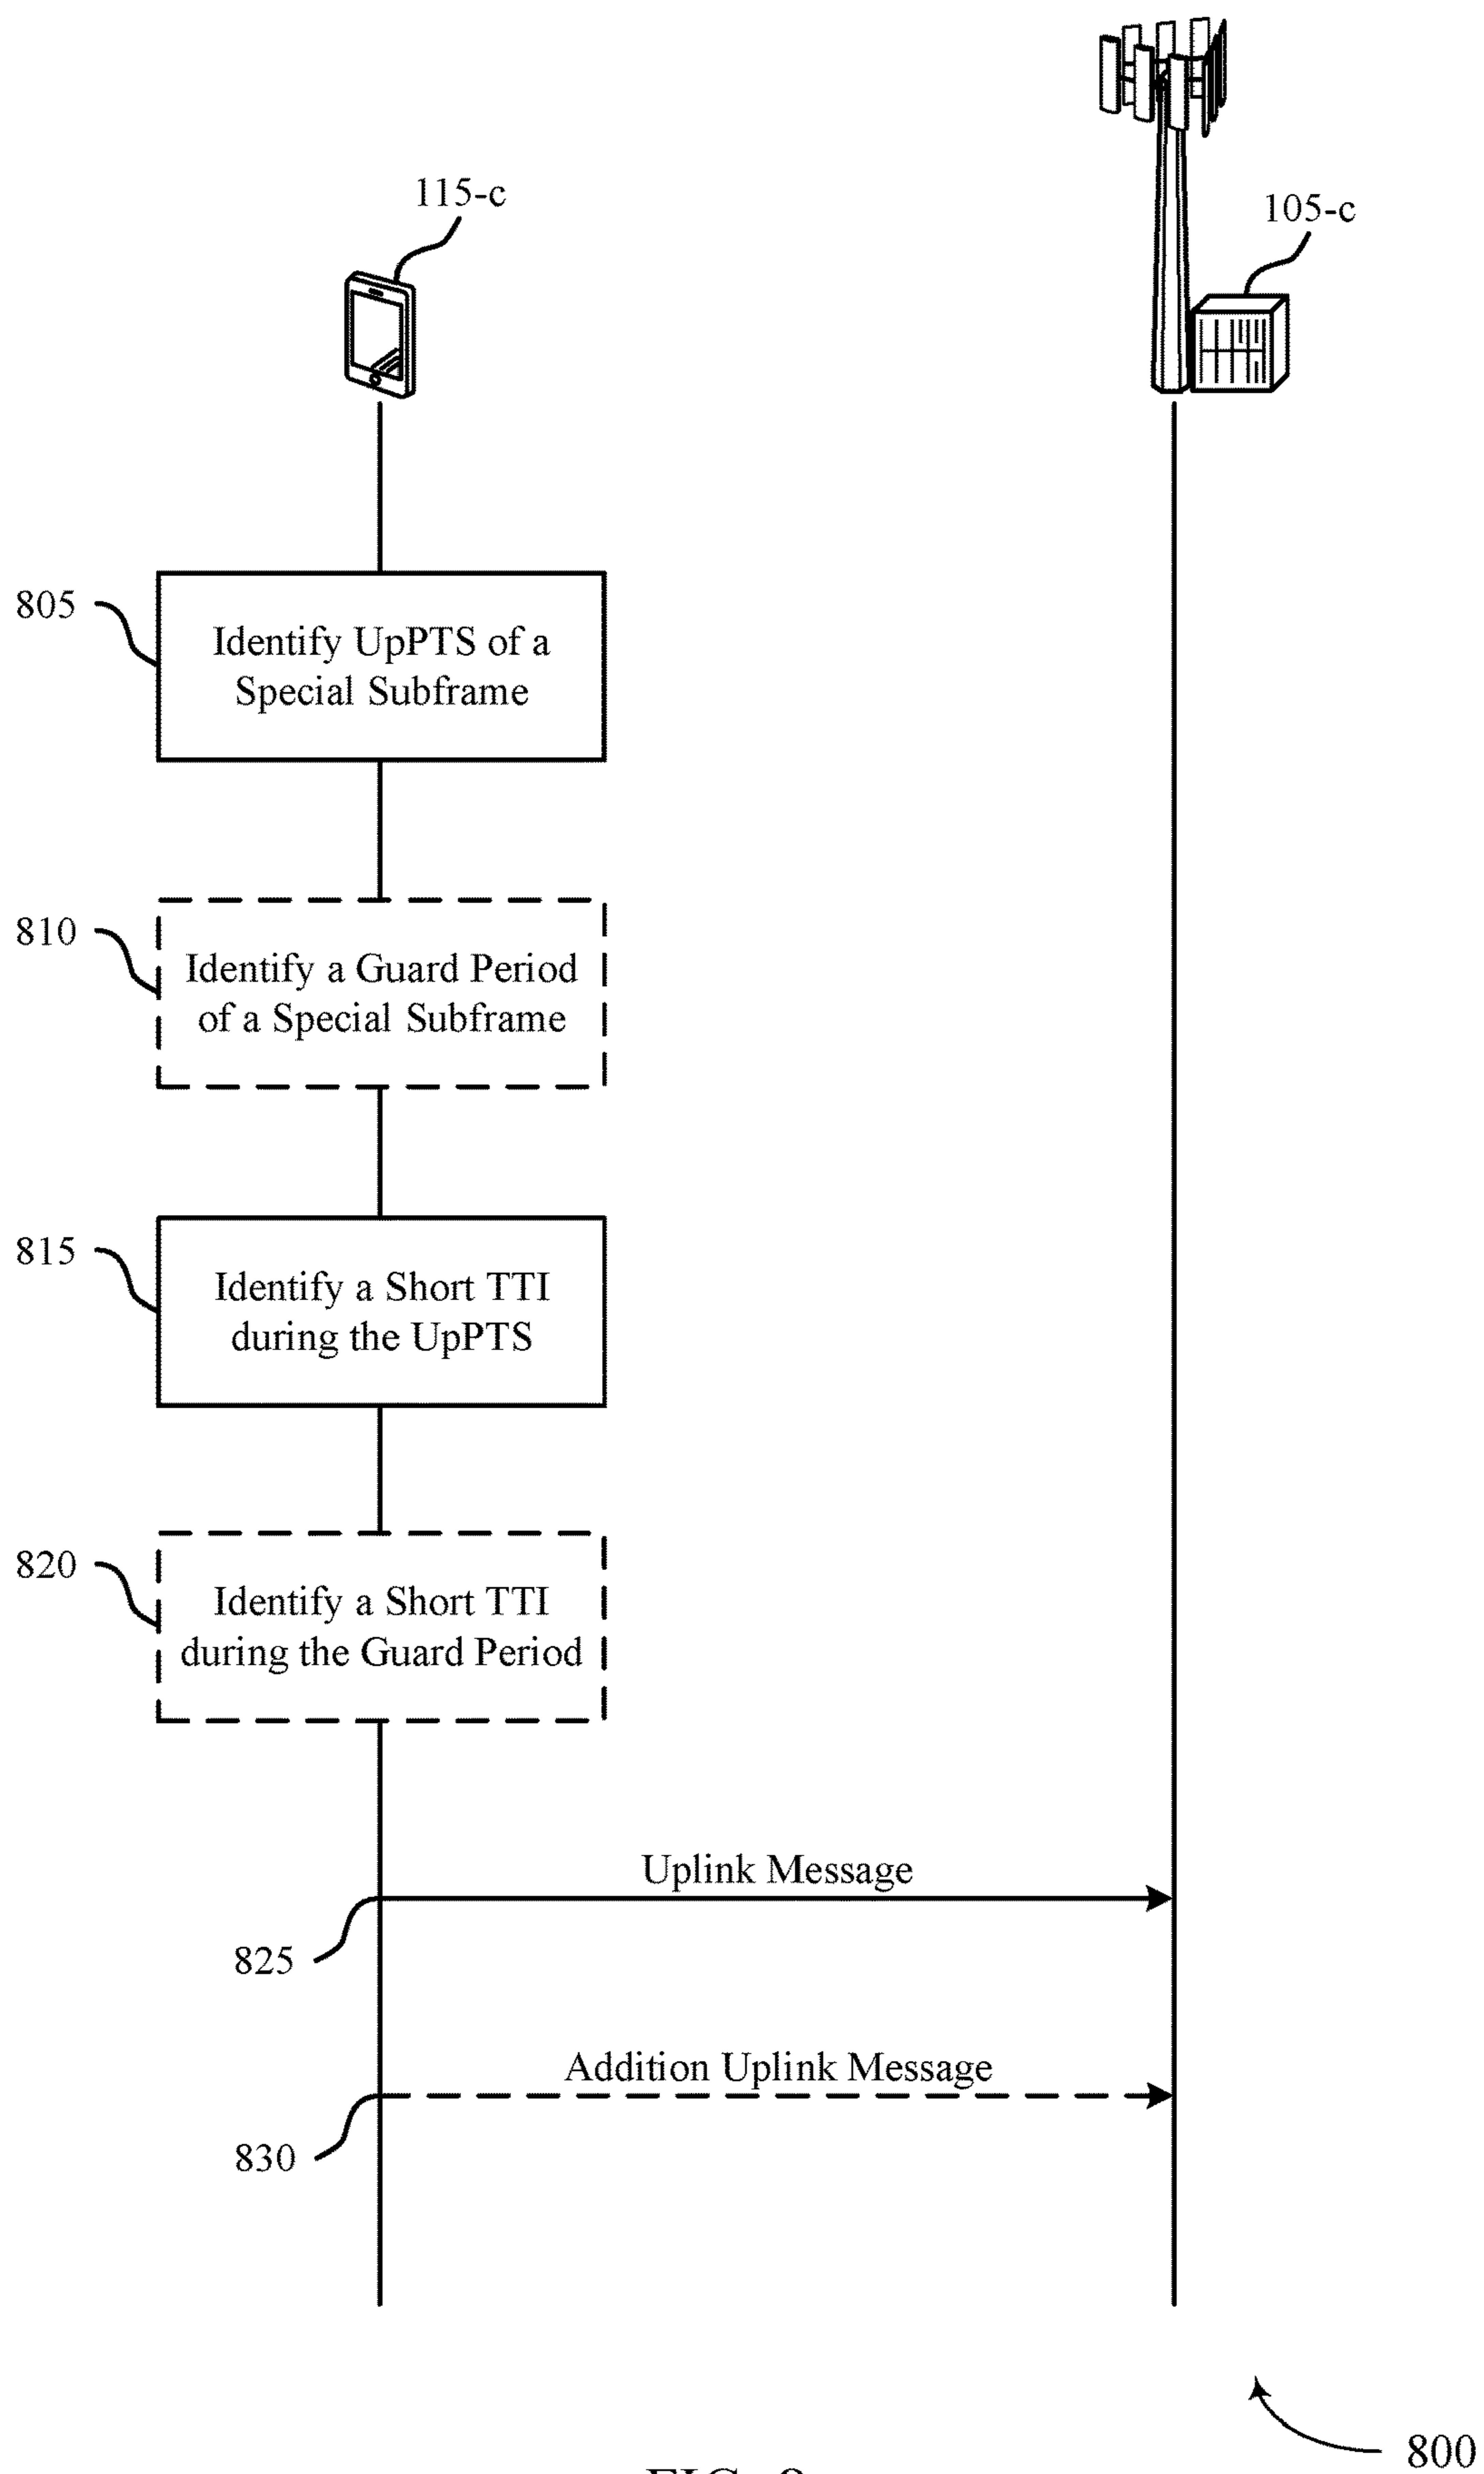 115-c
105-c
805
Identify UpPTS of a
Special Subframe
810
Identify a Guard Period
of a Special Subframe
815
Identify a Short TTI
during the UpPTS
820
Identify a Short TTI
during the Guard Period
Uplink Message
825
Addition Uplink Message
830
800